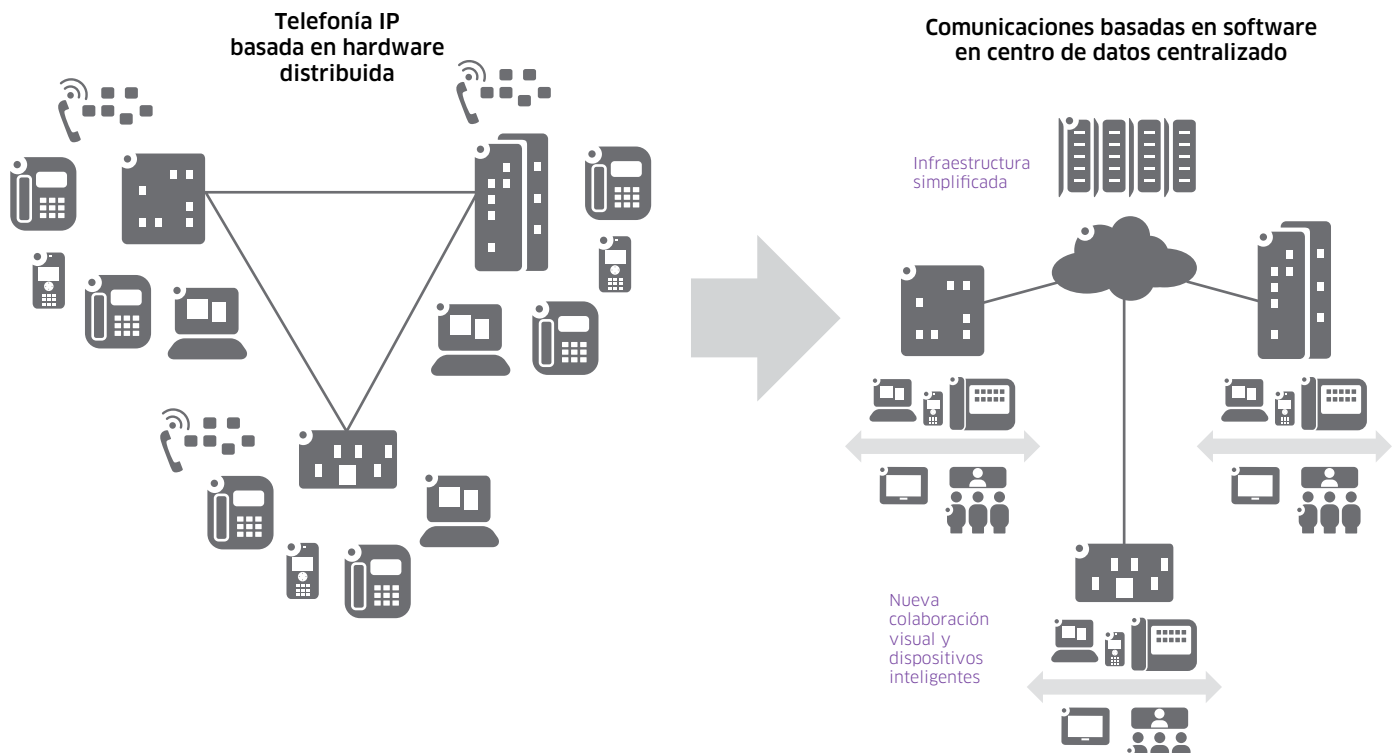 Telefonía IP
basada en hardware
distribuida
Comunicaciones basadas en software
en centro de datos centralizado
Infraestructura
simplificada
Nueva
colaboración
visual y
dispositivos
inteligentes